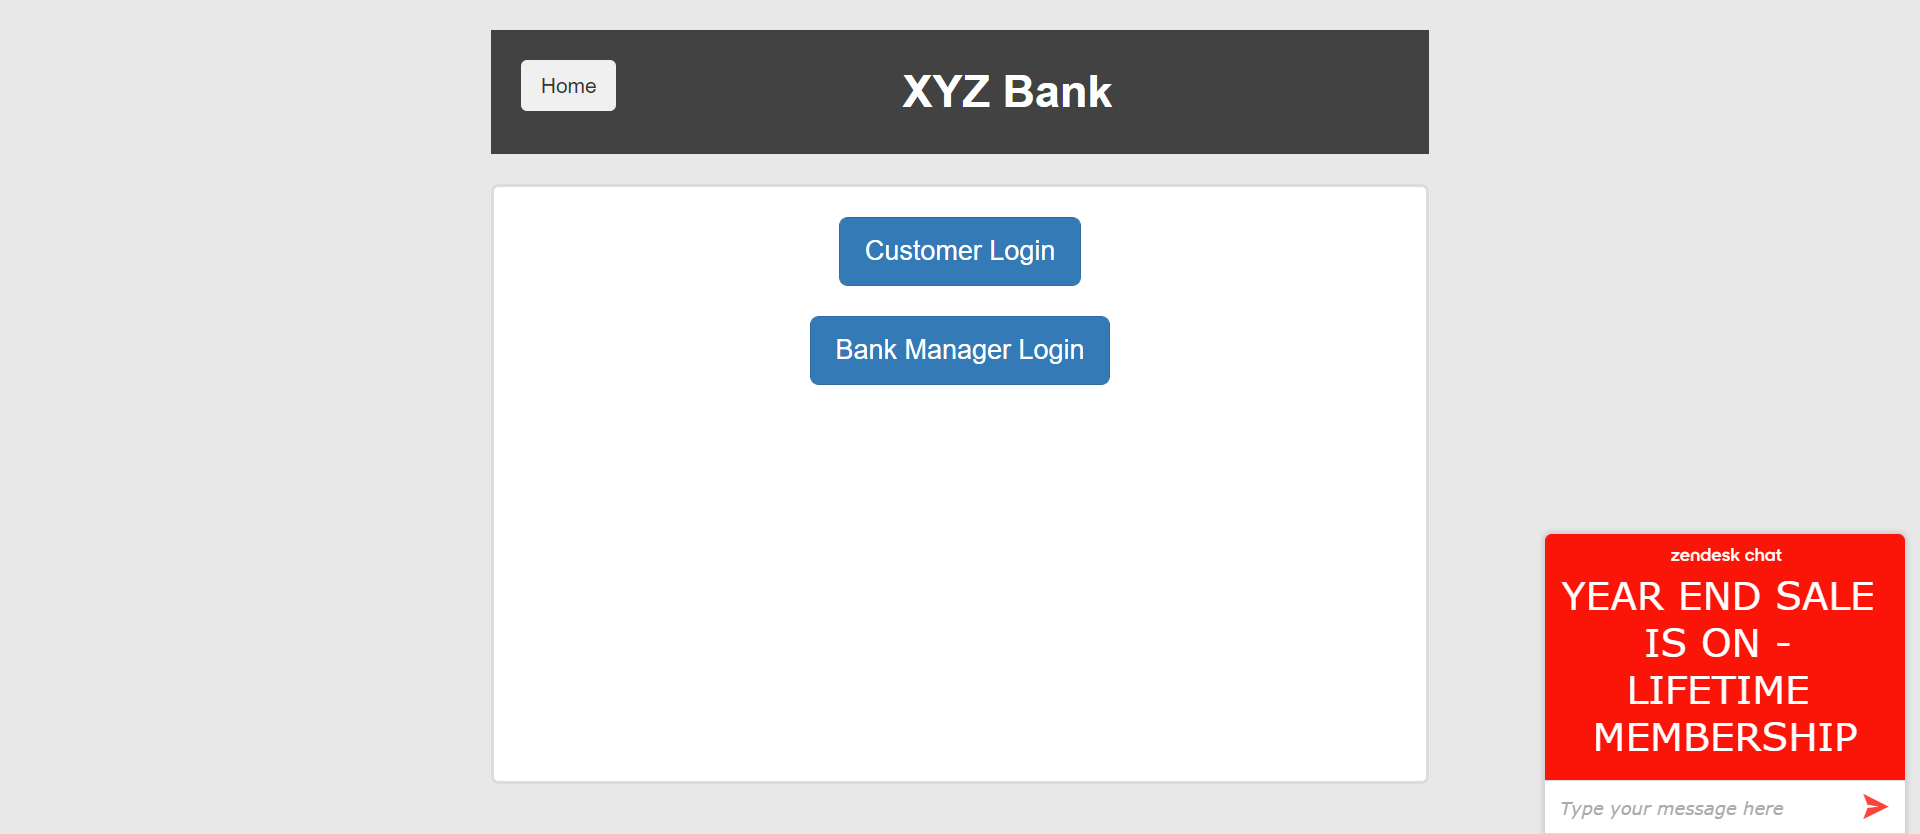 Home
XYZ Bank
Customer Login
Bank Manager Login
zendesk chat
YEAR END SALE
IS ON -
LIFETIME
MEMBERSHIP
Type your message here